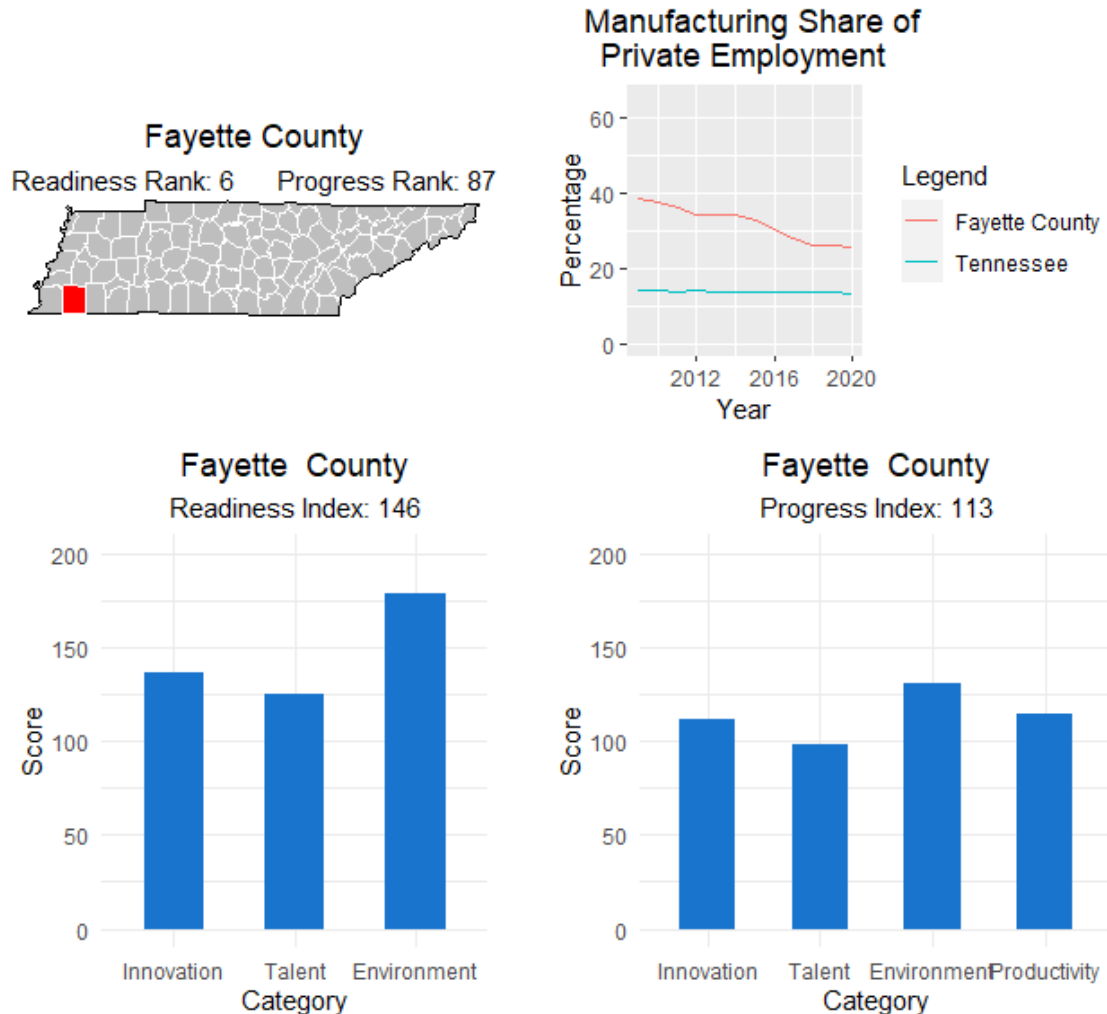 Fayette County
Readiness Rank: 6 Progress Rank: 87
Manufacturing Share of
Private Employment
60
40
20
0
Percentage
2012 2016 2020
Year
Legend
Fayette County
Tennessee
Fayette County
Readiness Index: 146
200
150
100
50
0
Score
Innovation Talent Environment
Category
Fayette County
Progress Index: 113
200
150
100
50
0
Score
Innovation Talent Environment Productivity
Category